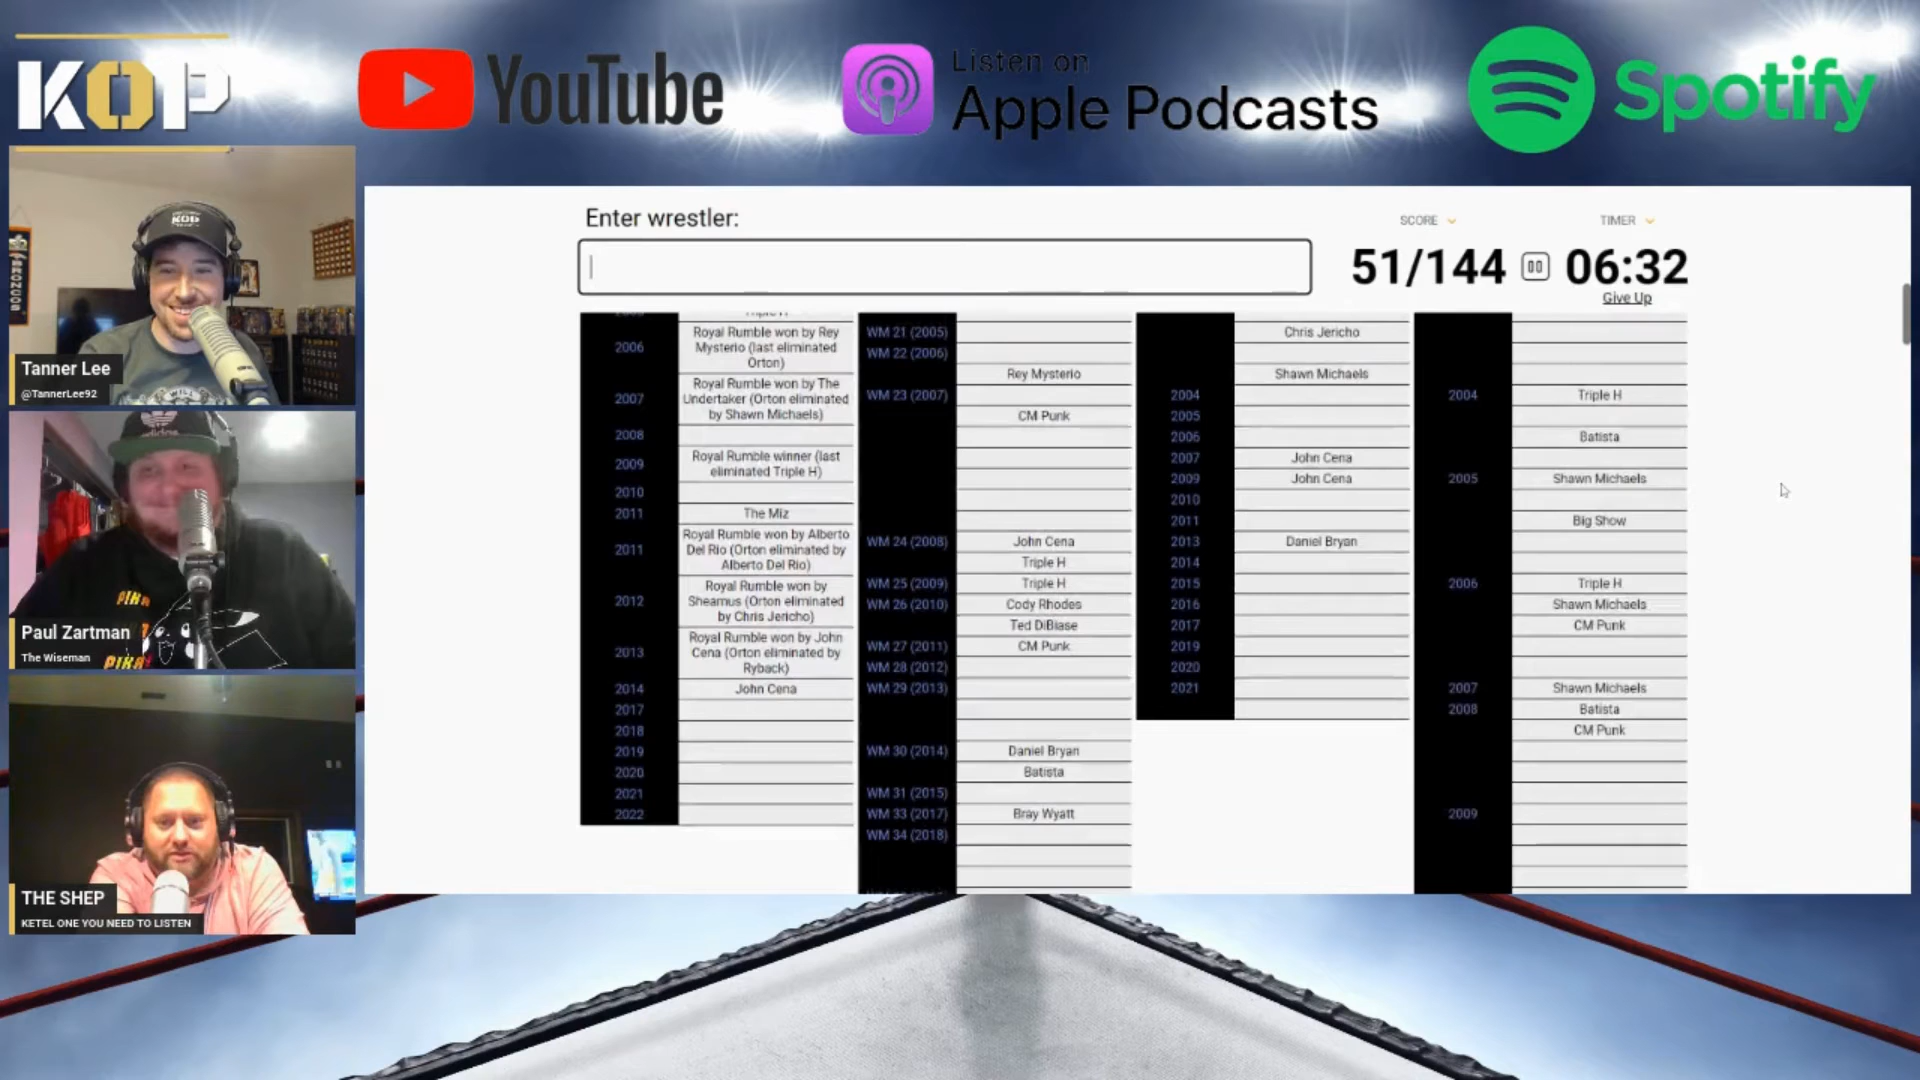 KOP
YouTube
Listen on
Apple Podcasts
Spotify
BRONCOS
KOP
Tanner Lee
@TannerLee92
adidas
PIKA
PIKA
Paul Zartman
The Wiseman
THE SHEP
KETEL ONE YOU NEED TO LISTEN
Enter wrestler:
SCORE
TIMER
51/144
06:32
Give Up
2006
Royal Rumble won by Rey
Mysterio (last eliminated
Orton)
2007
Royal Rumble won by The
Undertaker (Orton eliminated
by Shawn Michaels)
2008
2009
Royal Rumble winner (last
eliminated Triple H)
2010
2011
The Miz
2011
Royal Rumble won by Alberto
Del Rio (Orton eliminated by
Alberto Del Rio)
2012
Royal Rumble won by
Sheamus (Orton eliminated
by Chris Jericho)
2013
Royal Rumble won by John
Cena (Orton eliminated by
Ryback)
2014
John Cena
2017
2018
2019
2020
2021
2022
WM 21 (2005)
WM 22 (2006)
Rey Mysterio
WM 23 (2007)
CM Punk
WM 24 (2008)
John Cena
Triple H
WM 25 (2009)
Triple H
WM 26 (2010)
Cody Rhodes
Ted DiBiase
WM 27 (2011)
CM Punk
WM 28 (2012)
WM 29 (2013)
WM 30 (2014)
Daniel Bryan
Batista
WM 31 (2015)
WM 33 (2017)
Bray Wyatt
WM 34 (2018)
Chris Jericho
Shawn Michaels
2004
2005
2006
2007
John Cena
2009
John Cena
2010
2011
2013
Daniel Bryan
2014
2015
2016
2017
2019
2020
2021
2004
Triple H
Batista
2005
Shawn Michaels
Big Show
2006
Triple H
Shawn Michaels
CM Punk
2007
Shawn Michaels
2008
Batista
CM Punk
2009